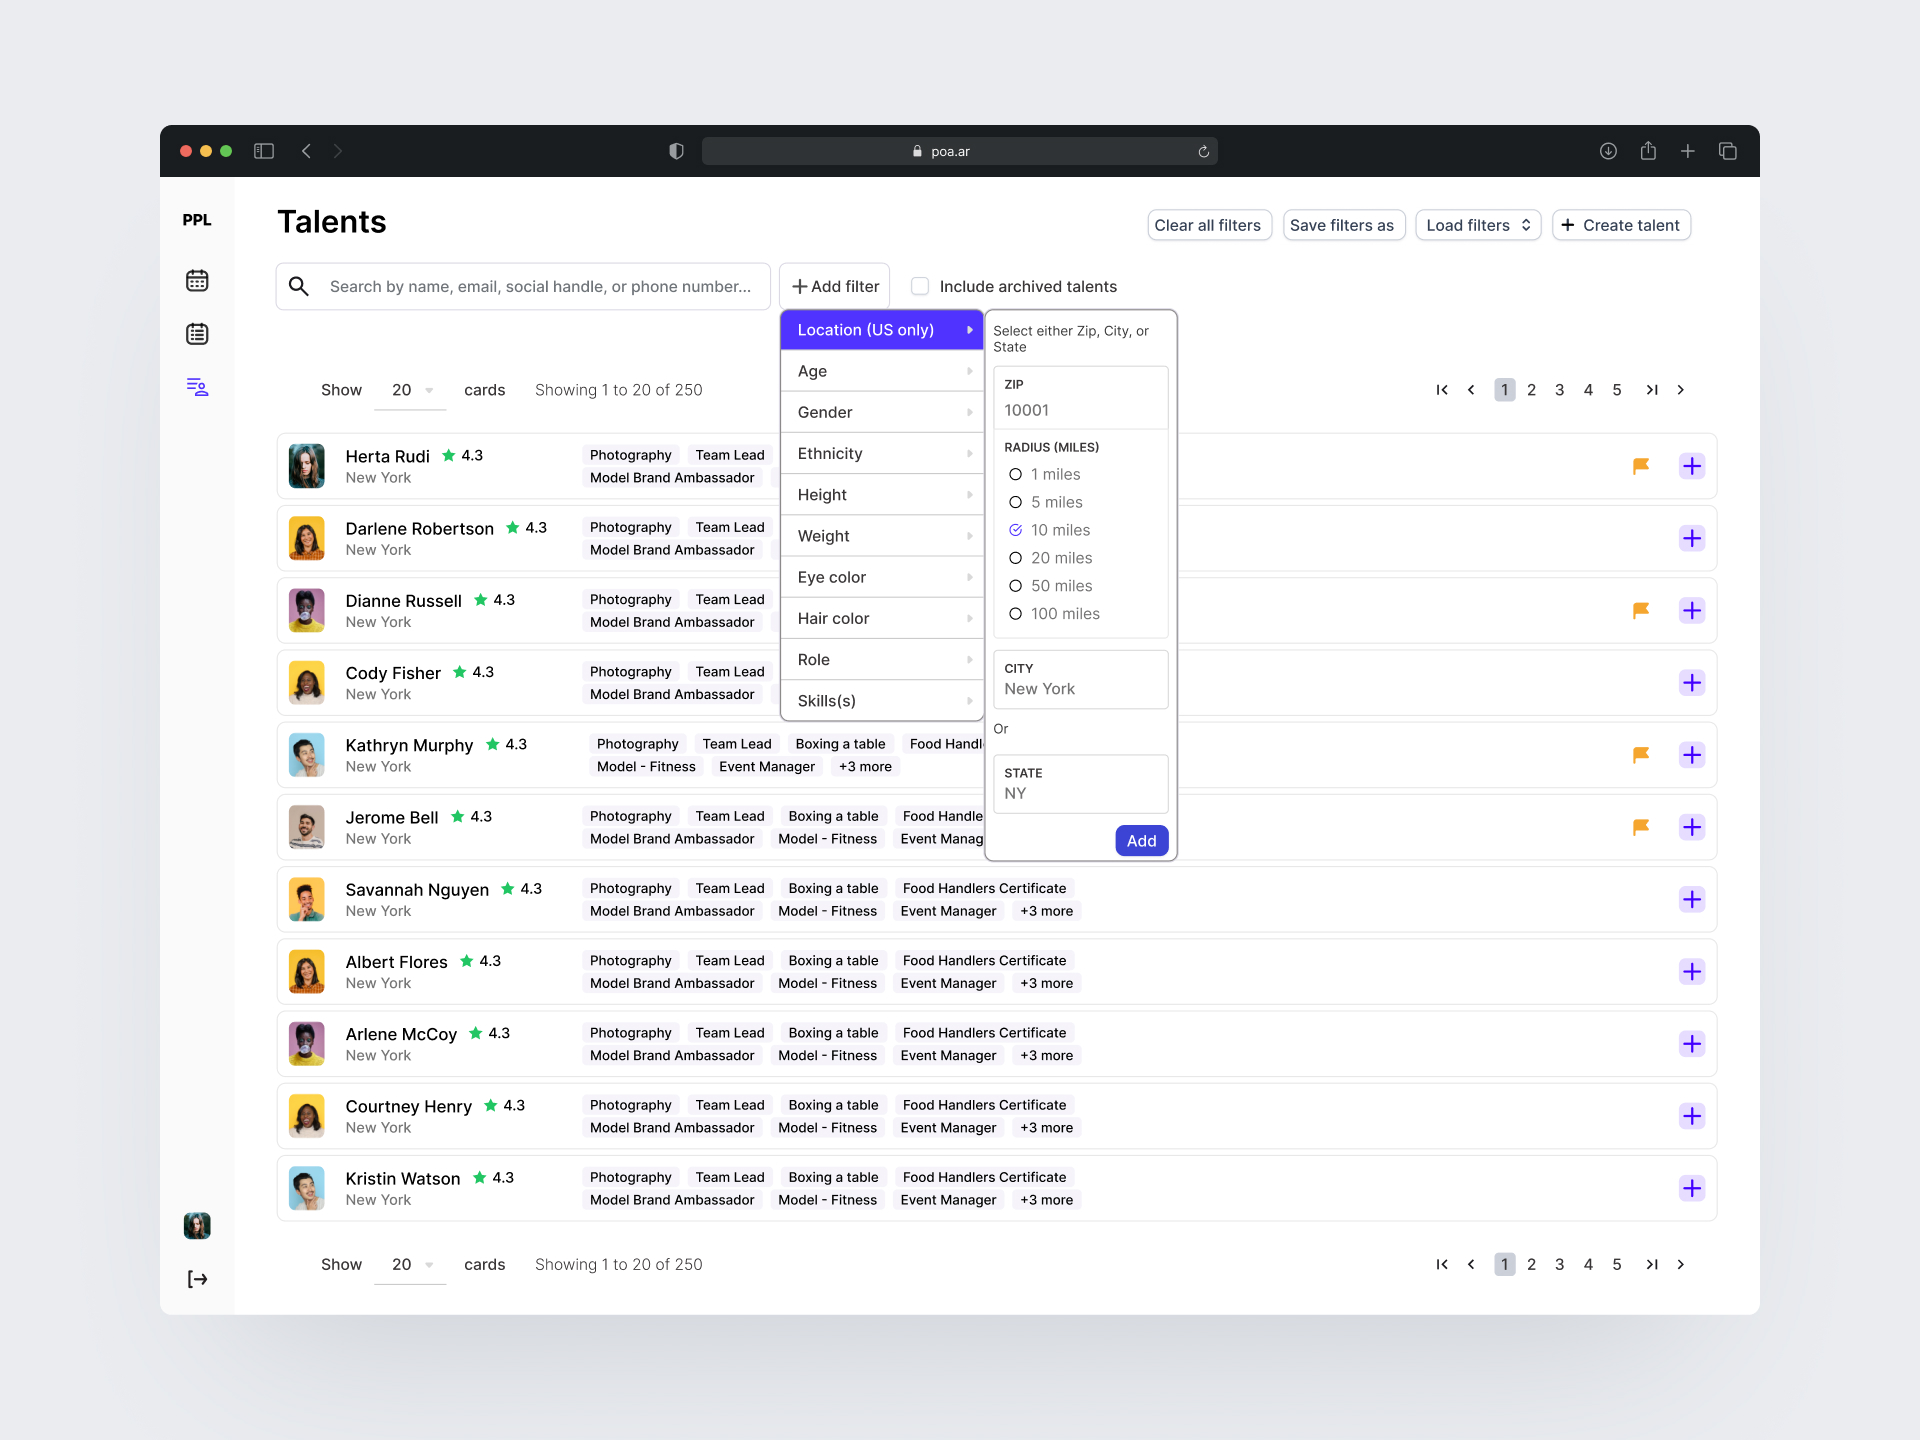 poa.ar
PPL
Talents
Clear all filters
Save filters as
Load filters
Create talent
Search by name, email, social handle, or phone number...
Add filter
Include archived talents
Location (US only)
Age
Gender
Ethnicity
Height
Weight
Eye color
Hair color
Role
Skills(s)
Select either Zip, City, or
State
ZIP
10001
RADIUS (MILES)
1 miles
5 miles
10 miles
20 miles
50 miles
100 miles
CITY
New York
Or
STATE
NY
Add
Show 20 cards Showing 1 to 20 of 250
1 2 3 4 5
Herta Rudi 4.3
New York
Photography Team Lead
Model Brand Ambassador
Darlene Robertson 4.3
New York
Photography Team Lead
Model Brand Ambassador
Dianne Russell 4.3
New York
Photography Team Lead
Model Brand Ambassador
Cody Fisher 4.3
New York
Photography Team Lead
Model Brand Ambassador
Kathryn Murphy 4.3
New York
Photography Team Lead Boxing a table Food Handl
Model - Fitness Event Manager +3 more
Jerome Bell 4.3
New York
Photography Team Lead Boxing a table Food Handle
Model Brand Ambassador Model - Fitness Event Manag
Savannah Nguyen 4.3
New York
Photography Team Lead Boxing a table Food Handlers Certificate
Model Brand Ambassador Model - Fitness Event Manager +3 more
Albert Flores 4.3
New York
Photography Team Lead Boxing a table Food Handlers Certificate
Model Brand Ambassador Model - Fitness Event Manager +3 more
Arlene McCoy 4.3
New York
Photography Team Lead Boxing a table Food Handlers Certificate
Model Brand Ambassador Model - Fitness Event Manager +3 more
Courtney Henry 4.3
New York
Photography Team Lead Boxing a table Food Handlers Certificate
Model Brand Ambassador Model - Fitness Event Manager +3 more
Kristin Watson 4.3
New York
Photography Team Lead Boxing a table Food Handlers Certificate
Model Brand Ambassador Model - Fitness Event Manager +3 more
Show 20 cards Showing 1 to 20 of 250
1 2 3 4 5